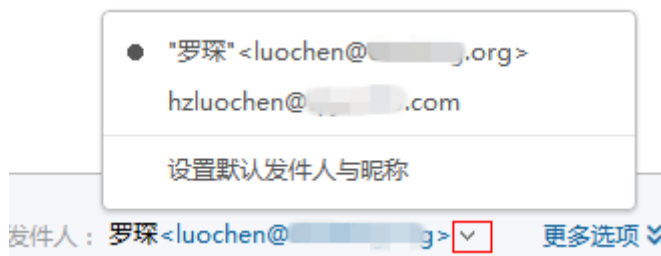 "罗琛"<luochen@ .org>
hzluochen@ .com
设置默认发件人与昵称
发件人：罗琛<luochen@ g> 更多选项